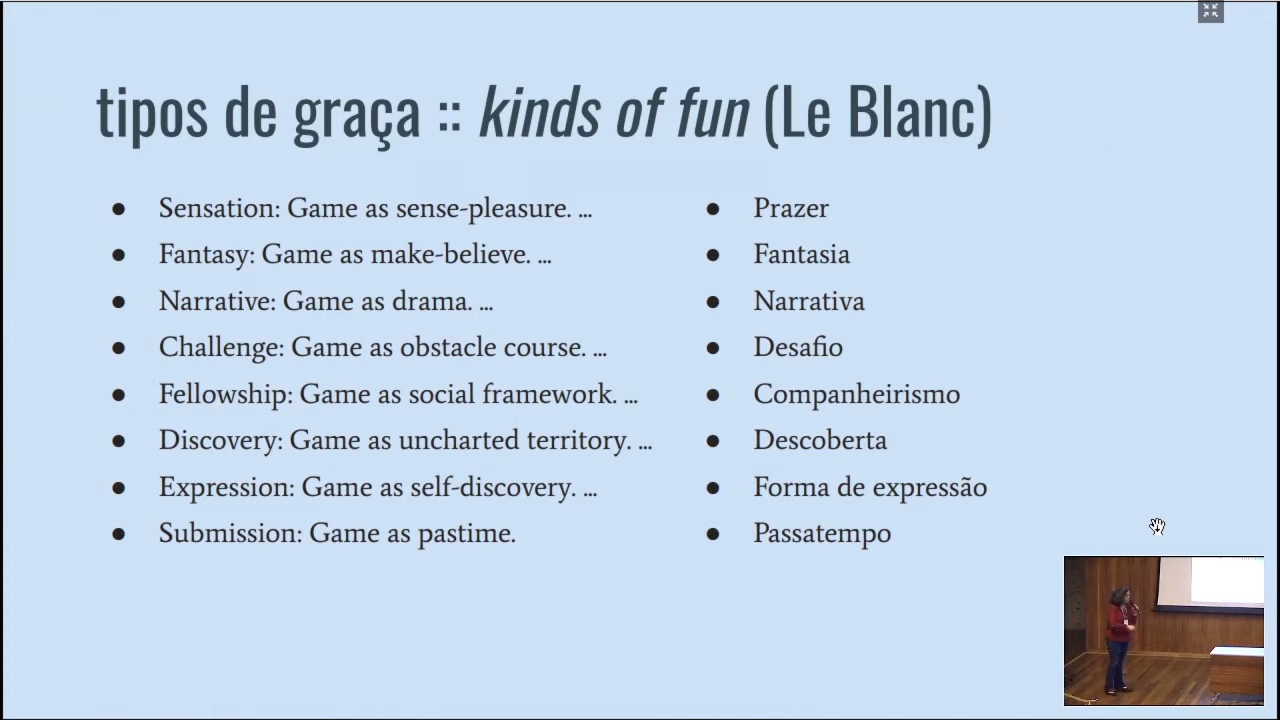 tipos de graça :: kinds of fun (Le Blanc)
● Sensation: Game as sense-pleasure. ...
● Fantasy: Game as make-believe. ...
● Narrative: Game as drama. ...
● Challenge: Game as obstacle course. ...
● Fellowship: Game as social framework. ...
● Discovery: Game as uncharted territory. ...
● Expression: Game as self-discovery. ...
● Submission: Game as pastime.
● Prazer
● Fantasia
● Narrativa
● Desafio
● Companheirismo
● Descoberta
● Forma de expressão
● Passatempo